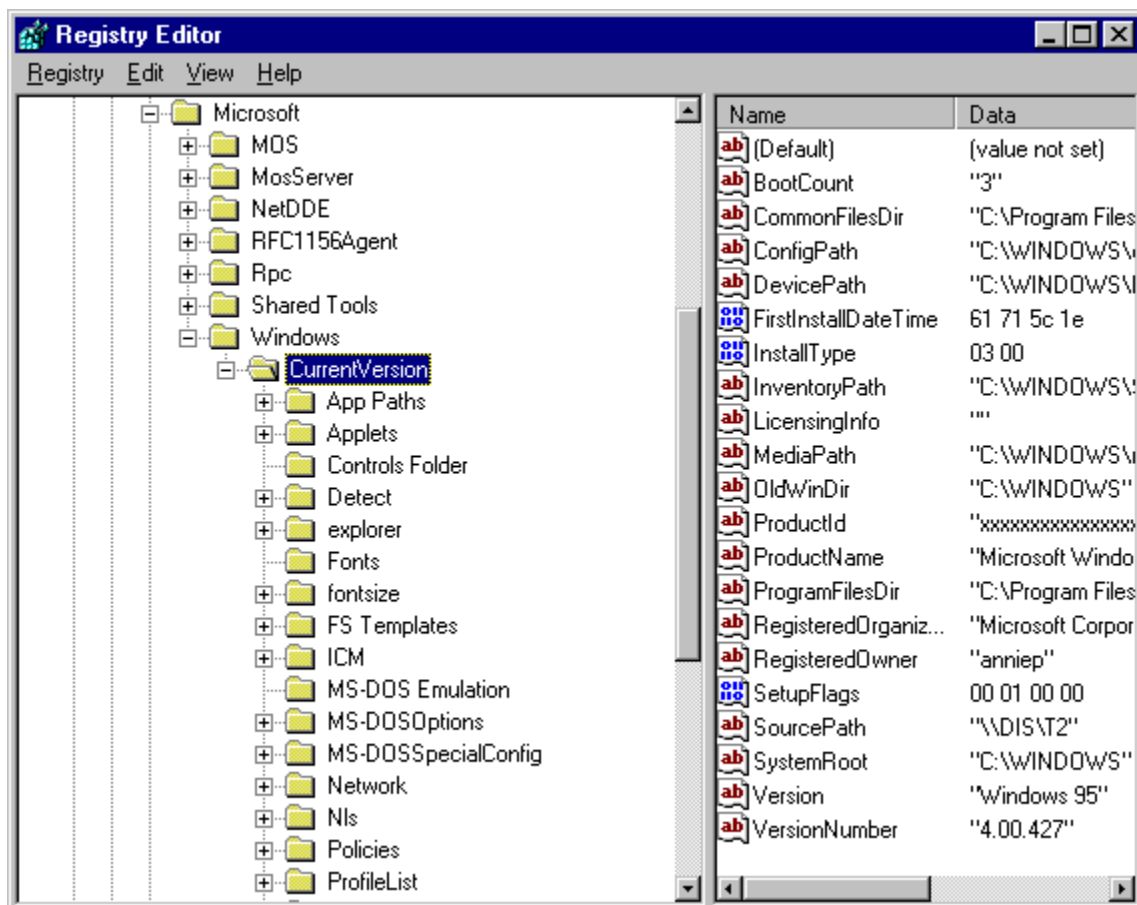 Registry Editor
Registry Edit View Help
Microsoft
MOS
MosServer
NetDDE
RFC1156Agent
Rpc
Shared Tools
Windows
CurrentVersion
App Paths
Applets
Controls Folder
Detect
explorer
Fonts
fontsize
FS Templates
ICM
MS-DOS Emulation
MS-DOSOptions
MS-DOSSpecialConfig
Network
Nls
Policies
ProfileList
Name Data
(Default) (value not set)
BootCount "3"
CommonFilesDir "C:\Program Files
ConfigPath "C:\WINDOWS\
DevicePath "C:\WINDOWS\
FirstInstallDateTime 61 71 5c 1e
InstallType 03 00
InventoryPath "C:\WINDOWS\
LicensingInfo ""
MediaPath "C:\WINDOWS\
OldWinDir "C:\WINDOWS"
ProductId "xxxxxxxxxxxxxxxx
ProductName "Microsoft Windo
ProgramFilesDir "C:\Program Files
RegisteredOrganiz... "Microsoft Corpor
RegisteredOwner "anniep"
SetupFlags 00 01 00 00
SourcePath "\\DIS\T2"
SystemRoot "C:\WINDOWS"
Version "Windows 95"
VersionNumber "4.00.427"